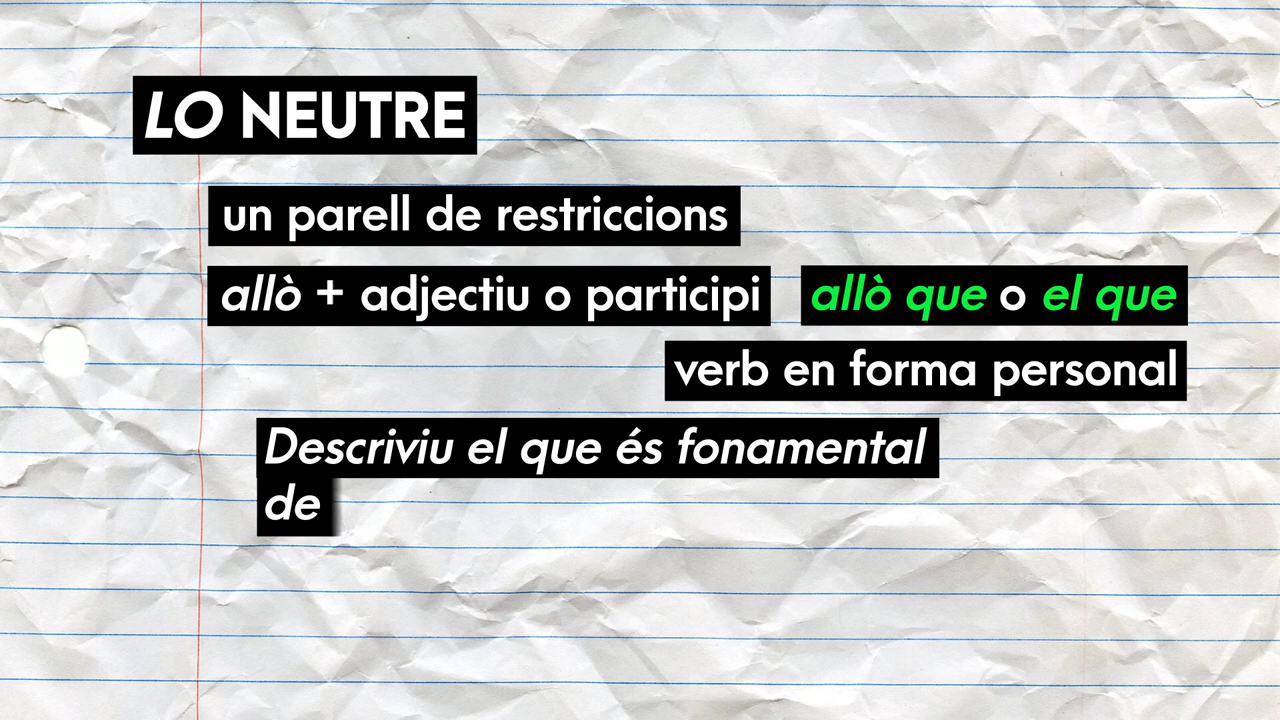 LO NEUTRE
un parell de restriccions
allò + adjectiu o participi allò que o el que
verb en forma personal
Descriviu el que és fonamental
de